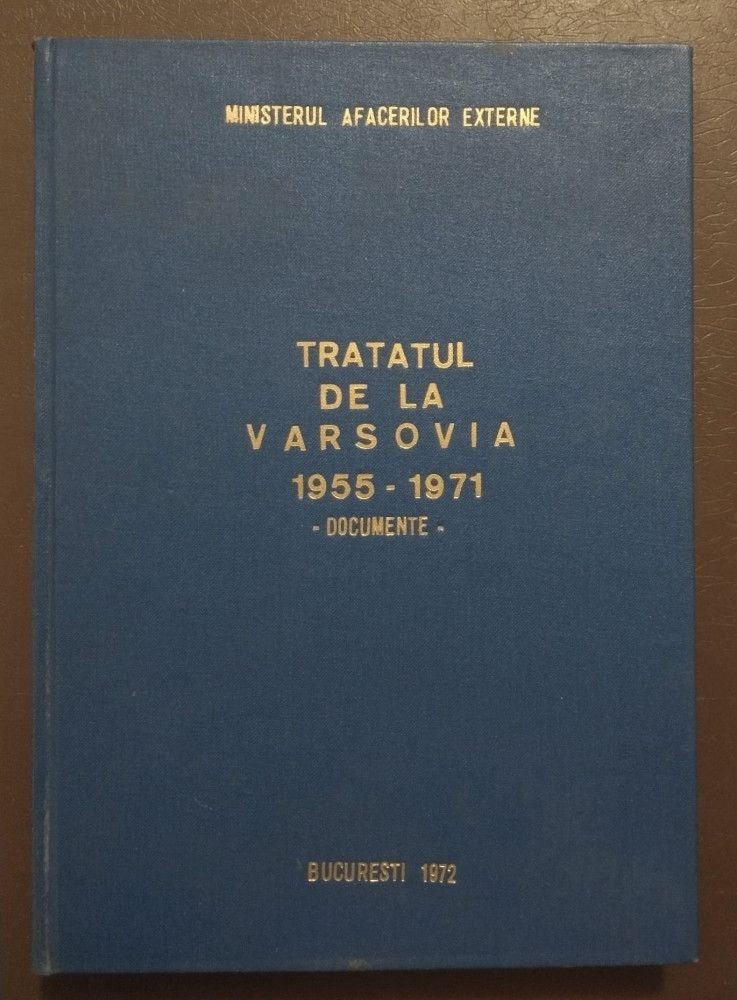 MINISTERUL AFACERILOR EXTERNE
TRATATUL
DE LA
VARSOVIA
1955 - 1971
- DOCUMENTE -
BUCURESTI 1972